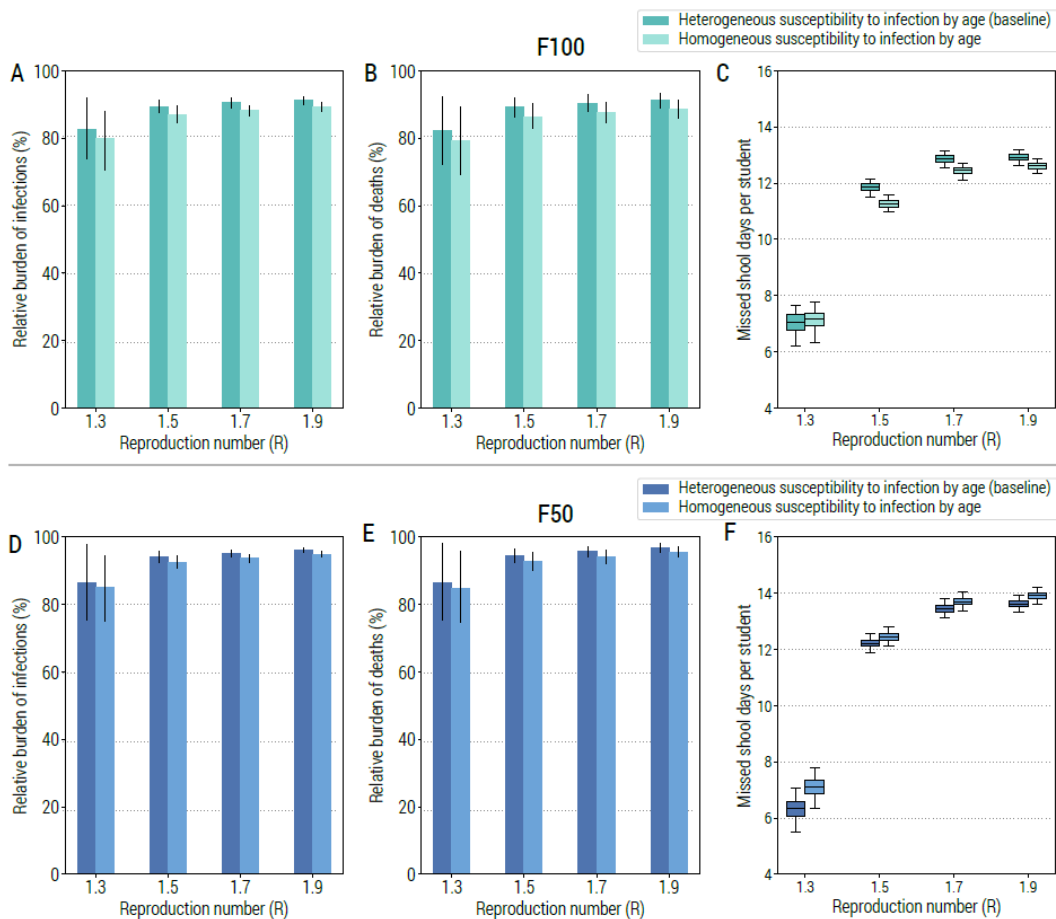 Heterogeneous susceptibility to infection by age (baseline)
Homogeneous susceptibility to infection by age
F100
A
100
80
60
40
20
0
Relative burden of infections (%)
1.3 1.5 1.7 1.9
Reproduction number (R)
B
100
80
60
40
20
0
Relative burden of deaths (%)
1.3 1.5 1.7 1.9
Reproduction number (R)
C
16
14
12
10
8
6
4
Missed shool days per student
1.3 1.5 1.7 1.9
Reproduction number (R)
Heterogeneous susceptibility to infection by age (baseline)
Homogeneous susceptibility to infection by age
F50
D
100
80
60
40
20
0
Relative burden of infections (%)
1.3 1.5 1.7 1.9
Reproduction number (R)
E
100
80
60
40
20
0
Relative burden of deaths (%)
1.3 1.5 1.7 1.9
Reproduction number (R)
F
16
14
12
10
8
6
4
Missed shool days per student
1.3 1.5 1.7 1.9
Reproduction number (R)